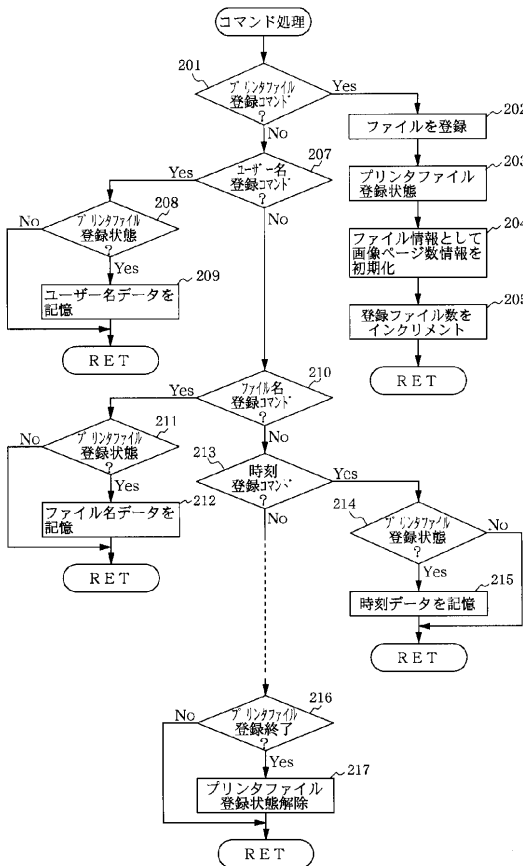 コマンド処理
201
プリンタファイル
登録コマンド
?
Yes
No
202
ファイルを登録
203
プリンタファイル
登録状態
204
ファイル情報として
画像ページ数情報を
初期化
205
登録ファイル数を
インクリメント
RET
207
ユーザー名
登録コマンド
?
Yes
No
208
プリンタファイル
登録状態
?
No
Yes
209
ユーザー名データを
記憶
RET
210
ファイル名
登録コマンド
?
Yes
No
211
プリンタファイル
登録状態
?
No
Yes
212
ファイル名データを
記憶
RET
213
時刻
登録コマンド
?
Yes
No
214
プリンタファイル
登録状態
?
No
Yes
215
時刻データを記憶
RET
216
プリンタファイル
登録終了
?
No
Yes
217
プリンタファイル
登録状態解除
RET